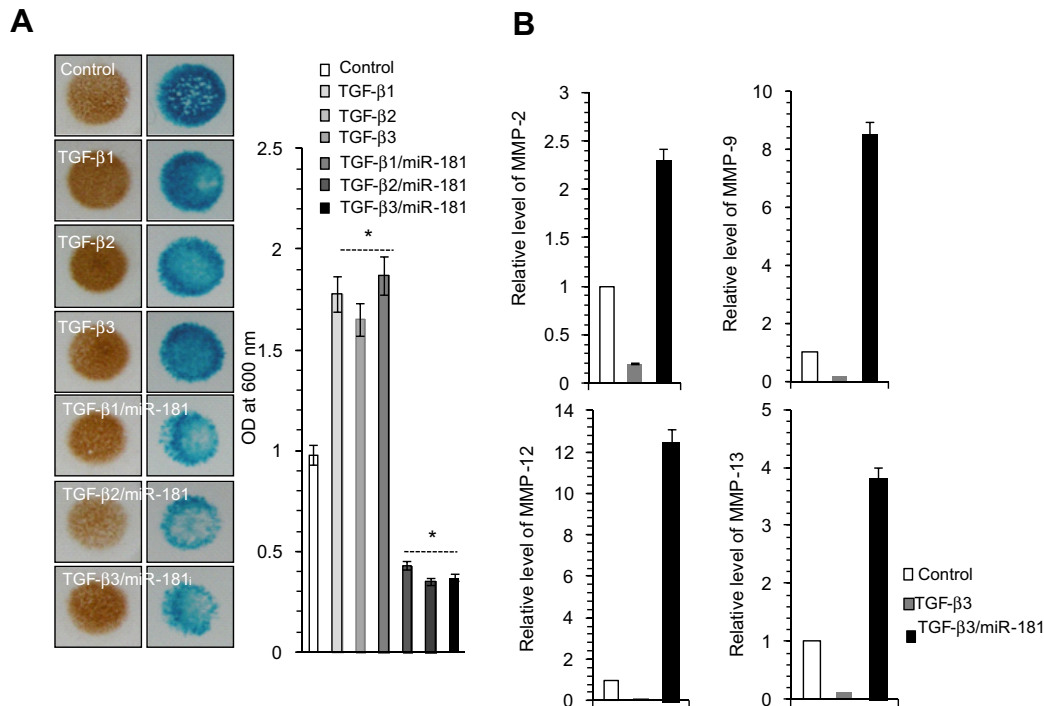 A
Control
TGF-β1
TGF-β2
TGF-β3
TGF-β1/miR-181
TGF-β2/miR-181
TGF-β3/miR-181i
Control
TGF-β1
TGF-β2
TGF-β3
TGF-β1/miR-181
TGF-β2/miR-181
TGF-β3/miR-181
OD at 600 nm
2.5
2
1.5
1
0.5
0
*
*
B
Relative level of MMP-2
3
2.5
2
1.5
1
0.5
0
Relative level of MMP-9
10
8
6
4
2
0
Relative level of MMP-12
14
12
10
8
6
4
2
0
Relative level of MMP-13
5
4
3
2
1
0
Control
TGF-β3
TGF-β3/miR-181